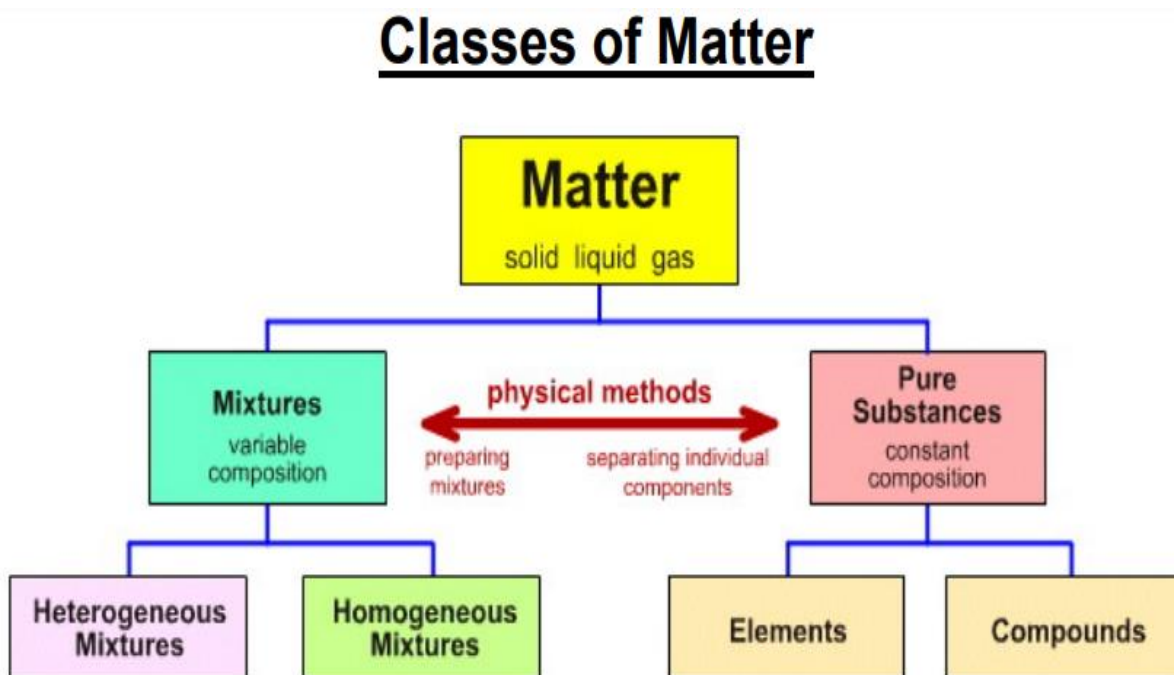 Classes of Matter
Matter
solid liquid gas
Mixtures
variable
composition
physical methods
preparing
mixtures
separating individual
components
Pure
Substances
constant
composition
Heterogeneous
Mixtures
Homogeneous
Mixtures
Elements
Compounds